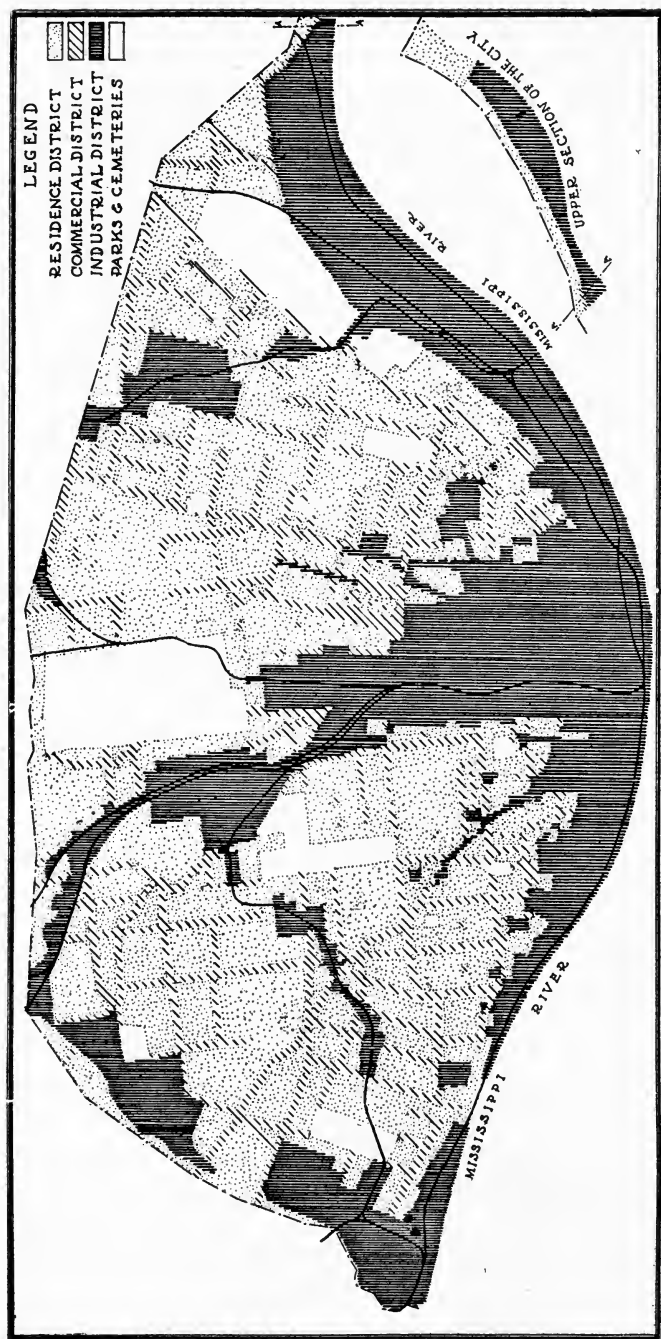 LEGEND
RESIDENCE DISTRICT
COMMERCIAL DISTRICT
INDUSTRIAL DISTRICT
PARKS & CEMETERIES
UPPER SECTION OF THE CITY
MISSISSIPPI RIVER
MISSISSIPPI RIVER